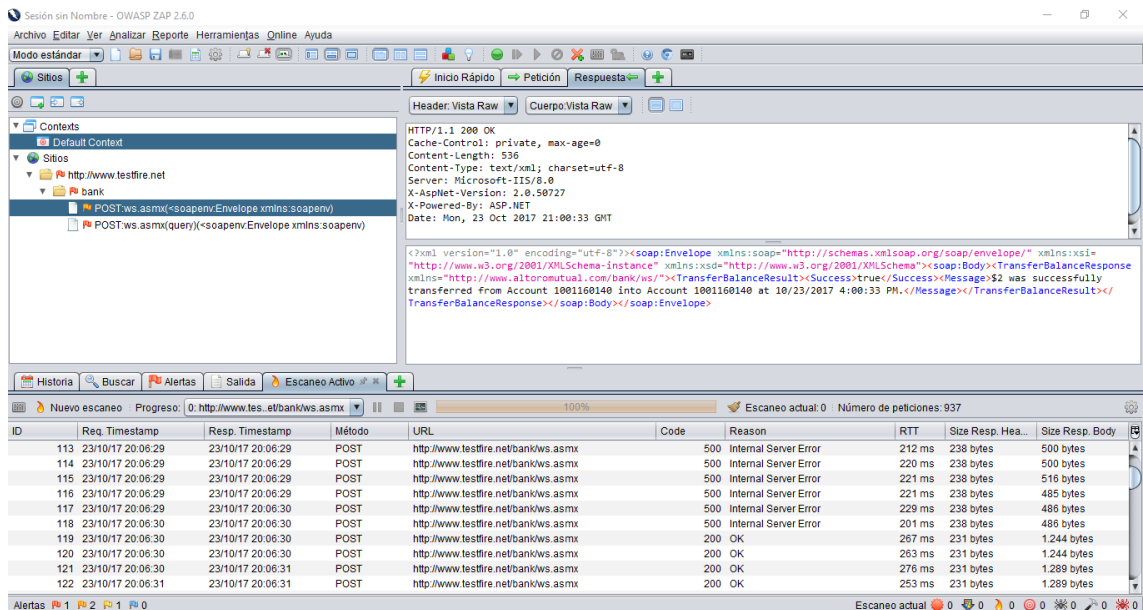 Sesión sin Nombre - OWASP ZAP 2.6.0
Archivo Editar Ver Analizar Reporte Herramientas Online Ayuda
Modo estándar
Sitios
Inicio Rápido Petición Respuesta
Header: Vista Raw Cuerpo:Vista Raw
Contexts
Default Context
Sitios
http://www.testfire.net
bank
POST:ws.asmx(<soapenv:Envelope xmlns:soapenv)
POST:ws.asmx(query)(<soapenv:Envelope xmlns:soapenv)
HTTP/1.1 200 OK
Cache-Control: private, max-age=0
Content-Length: 536
Content-Type: text/xml; charset=utf-8
Server: Microsoft-IIS/8.0
X-AspNet-Version: 2.0.50727
X-Powered-By: ASP.NET
Date: Mon, 23 Oct 2017 21:00:33 GMT
<?xml version="1.0" encoding="utf-8"?><soap:Envelope xmlns:soap="http://schemas.xmlsoap.org/soap/envelope/" xmlns:xsi=
"http://www.w3.org/2001/XMLSchema-instance" xmlns:xsd="http://www.w3.org/2001/XMLSchema"><soap:Body><TransferBalanceResponse
xmlns="http://www.altoromutual.com/bank/ws/"><TransferBalanceResult><Success>true</Success><Message>$2 was successfully
transferred from Account 1001160140 into Account 1001160140 at 10/23/2017 4:00:33 PM.</Message></TransferBalanceResult></
TransferBalanceResponse></soap:Body></soap:Envelope>
Historia Buscar Alertas Salida Escaneo Activo
Nuevo escaneo Progreso: 0: http://www.tes..et/bank/ws.asmx 100% Escaneo actual: 0 Número de peticiones: 937
ID Req. Timestamp Resp. Timestamp Método URL Code Reason RTT Size Resp. Hea... Size Resp. Body
113 23/10/17 20:06:29 23/10/17 20:06:29 POST http://www.testfire.net/bank/ws.asmx 500 Internal Server Error 212 ms 238 bytes 500 bytes
114 23/10/17 20:06:29 23/10/17 20:06:29 POST http://www.testfire.net/bank/ws.asmx 500 Internal Server Error 220 ms 238 bytes 500 bytes
115 23/10/17 20:06:29 23/10/17 20:06:29 POST http://www.testfire.net/bank/ws.asmx 500 Internal Server Error 221 ms 238 bytes 516 bytes
116 23/10/17 20:06:29 23/10/17 20:06:29 POST http://www.testfire.net/bank/ws.asmx 500 Internal Server Error 221 ms 238 bytes 485 bytes
117 23/10/17 20:06:29 23/10/17 20:06:30 POST http://www.testfire.net/bank/ws.asmx 500 Internal Server Error 229 ms 238 bytes 486 bytes
118 23/10/17 20:06:30 23/10/17 20:06:30 POST http://www.testfire.net/bank/ws.asmx 500 Internal Server Error 201 ms 238 bytes 486 bytes
119 23/10/17 20:06:30 23/10/17 20:06:30 POST http://www.testfire.net/bank/ws.asmx 200 OK 267 ms 231 bytes 1.244 bytes
120 23/10/17 20:06:30 23/10/17 20:06:30 POST http://www.testfire.net/bank/ws.asmx 200 OK 263 ms 231 bytes 1.244 bytes
121 23/10/17 20:06:30 23/10/17 20:06:31 POST http://www.testfire.net/bank/ws.asmx 200 OK 276 ms 231 bytes 1.289 bytes
122 23/10/17 20:06:31 23/10/17 20:06:31 POST http://www.testfire.net/bank/ws.asmx 200 OK 253 ms 231 bytes 1.289 bytes
Alertas 1 2 1 0 Escaneo actual 0 0 0 0 0 0 0